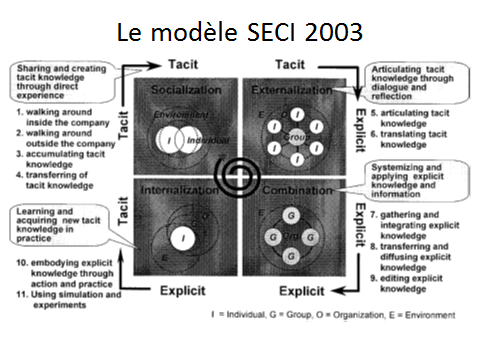 Le modèle SECI 2003
Tacit
Tacit
Sharing and creating
tacit knowledge
through direct
experience
Articulating tacit
knowledge through
dialogue and
reflection
Socialization
Externalization
Environment
Individual
I
E
O
Group
I
I
I
I
I
I
Tacit
Explicit
1. walking around
inside the company
2. walking around
outside the company
3. accumulating tacit
knowledge
4. transferring of
tacit knowledge
5. articulating tacit
knowledge
6. translating tacit
knowledge
Internalization
Combination
Learning and
acquiring new tacit
knowledge in
practice
Systemizing and
applying explicit
knowledge and
information
Tacit
Explicit
I
E
E
G
G
G
G
Org.
7. gathering and
integrating explicit
knowledge
8. transferring and
diffusing explicit
knowledge
9. editing explicit
knowledge
10. embodying explicit
knowledge through
action and practice
11. Using simulation and
experiments
Explicit
Explicit
I = Individual, G = Group, O = Organization, E = Environment